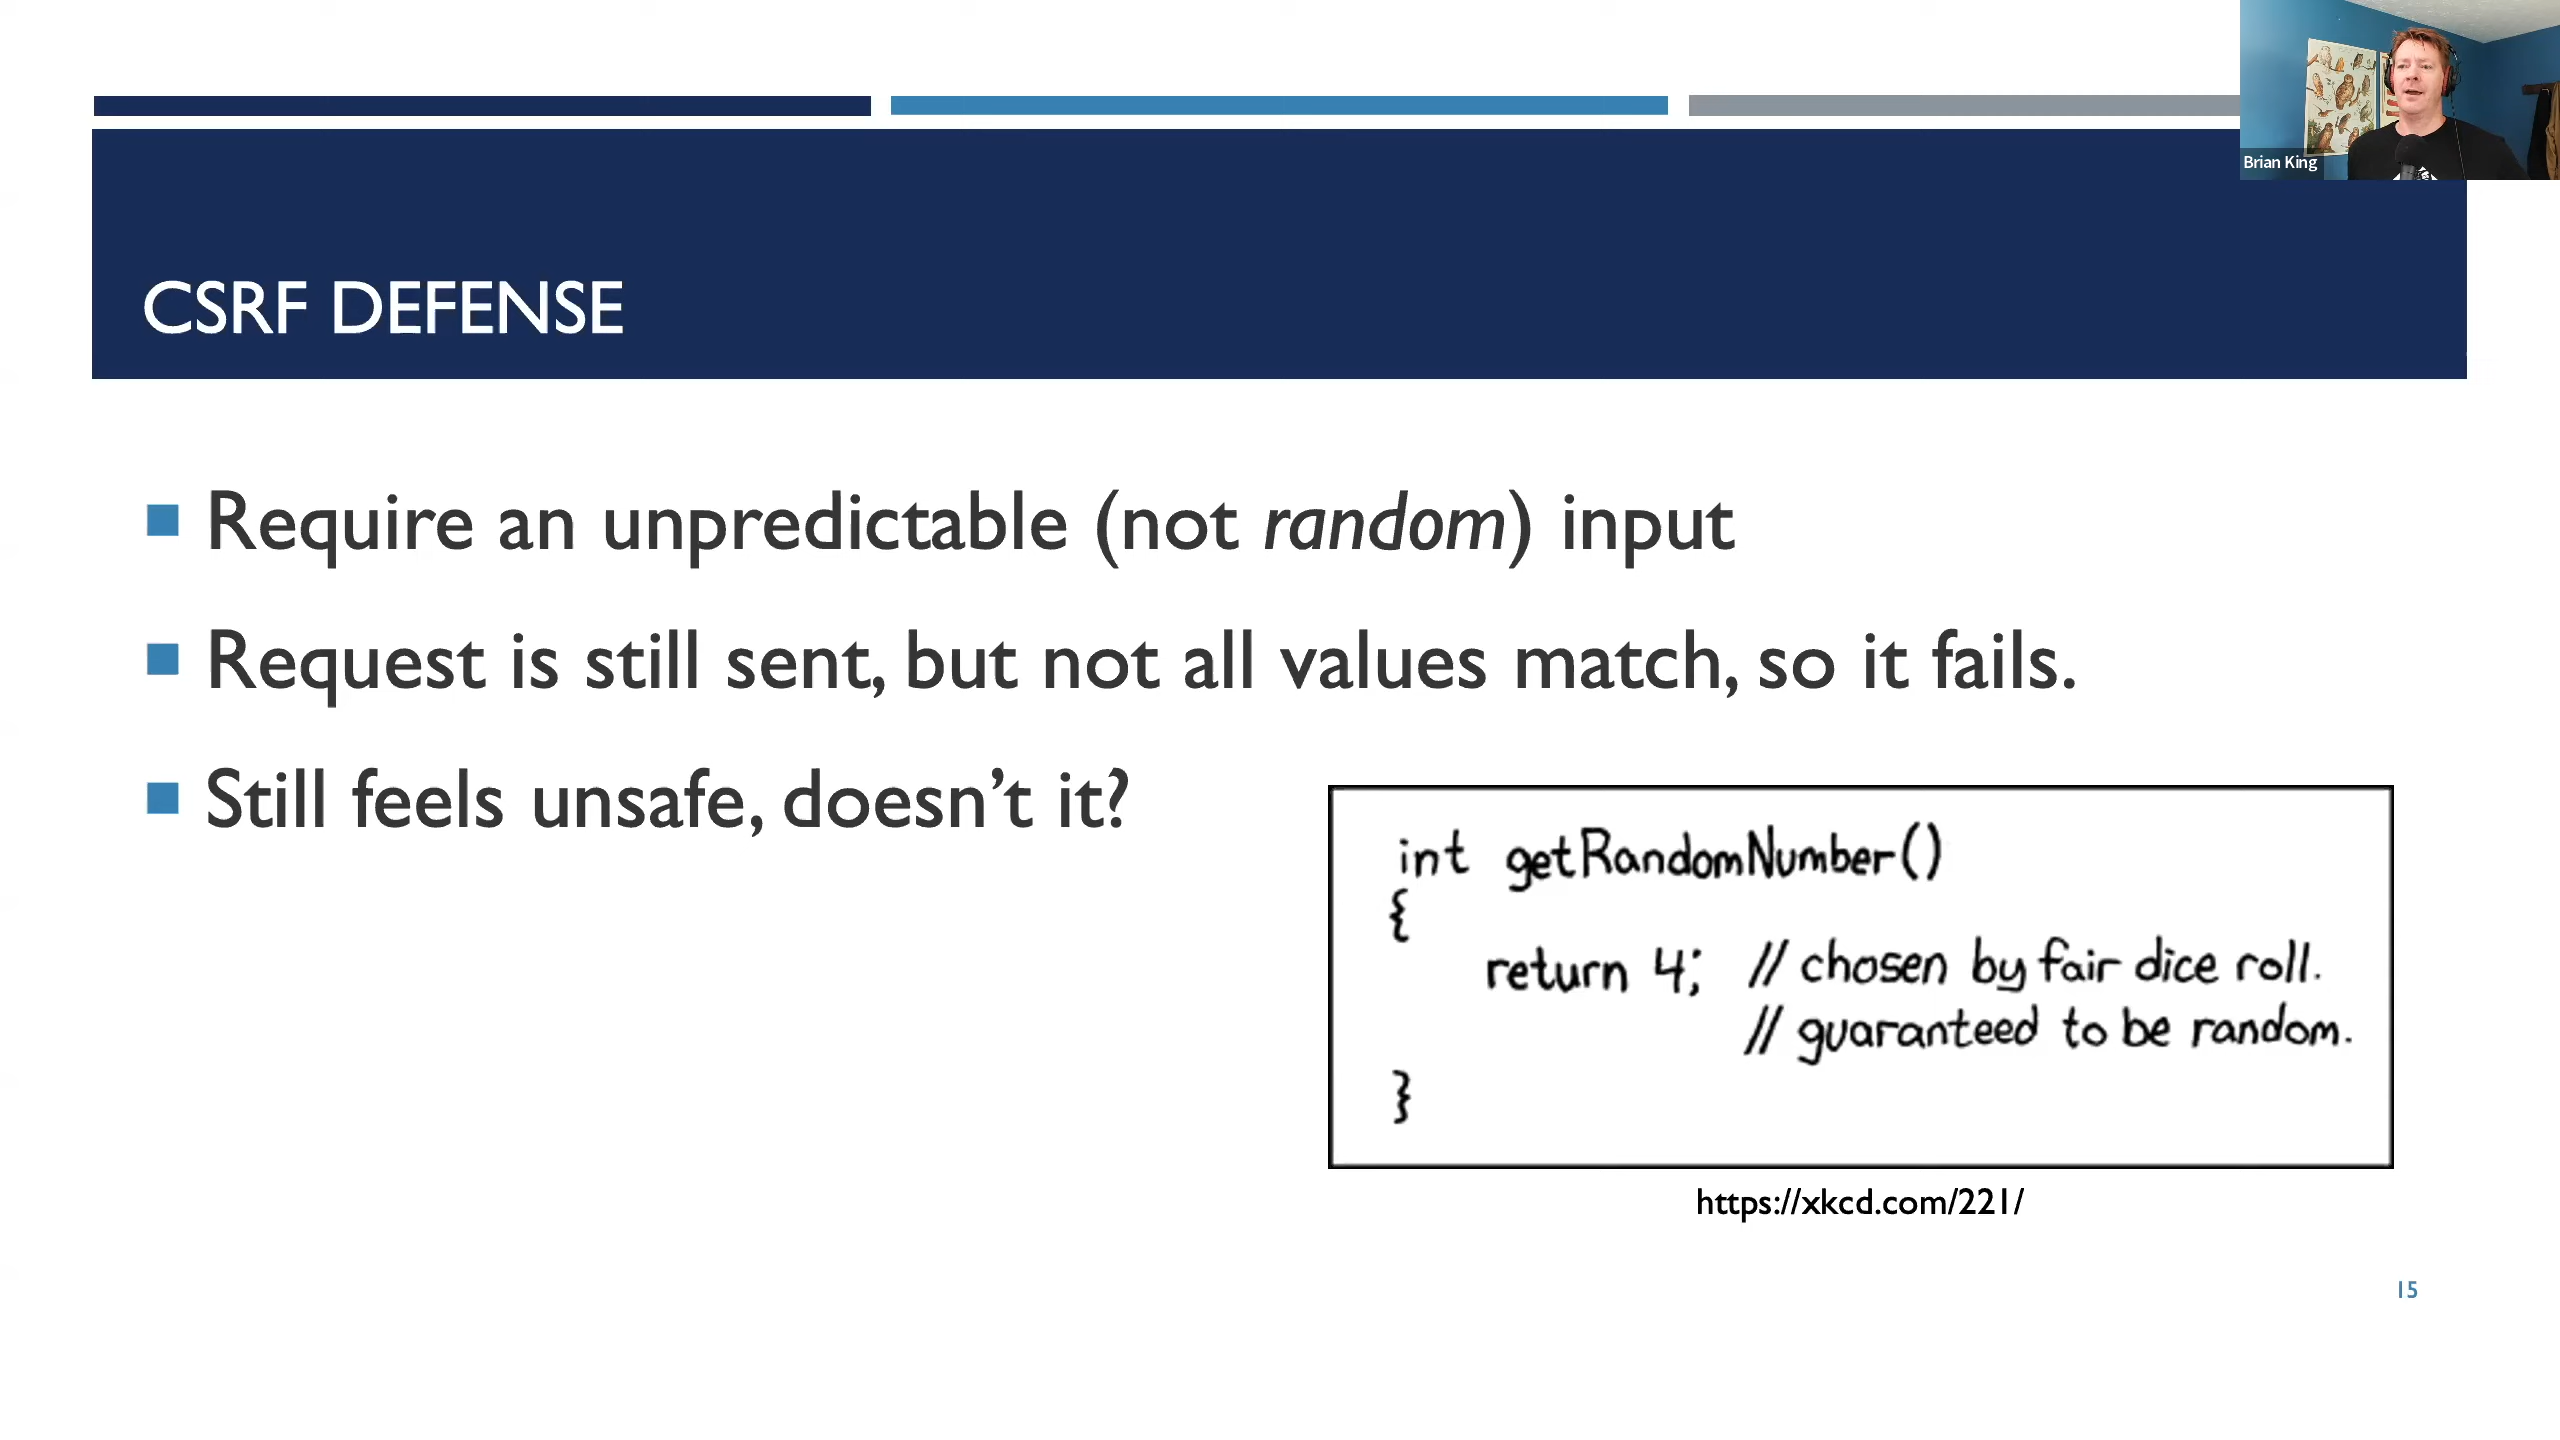 Brian King
CSRF DEFENSE
Require an unpredictable (not random) input
Request is still sent, but not all values match, so it fails.
Still feels unsafe, doesn’t it?
int getRandomNumber()
{
return 4; // chosen by fair dice roll.
// guaranteed to be random.
}
https://xkcd.com/221/
15